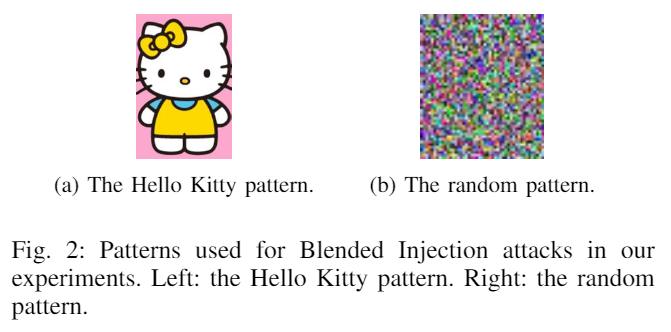 (a) The Hello Kitty pattern.
(b) The random pattern.
Fig. 2: Patterns used for Blended Injection attacks in our
experiments. Left: the Hello Kitty pattern. Right: the random
pattern.